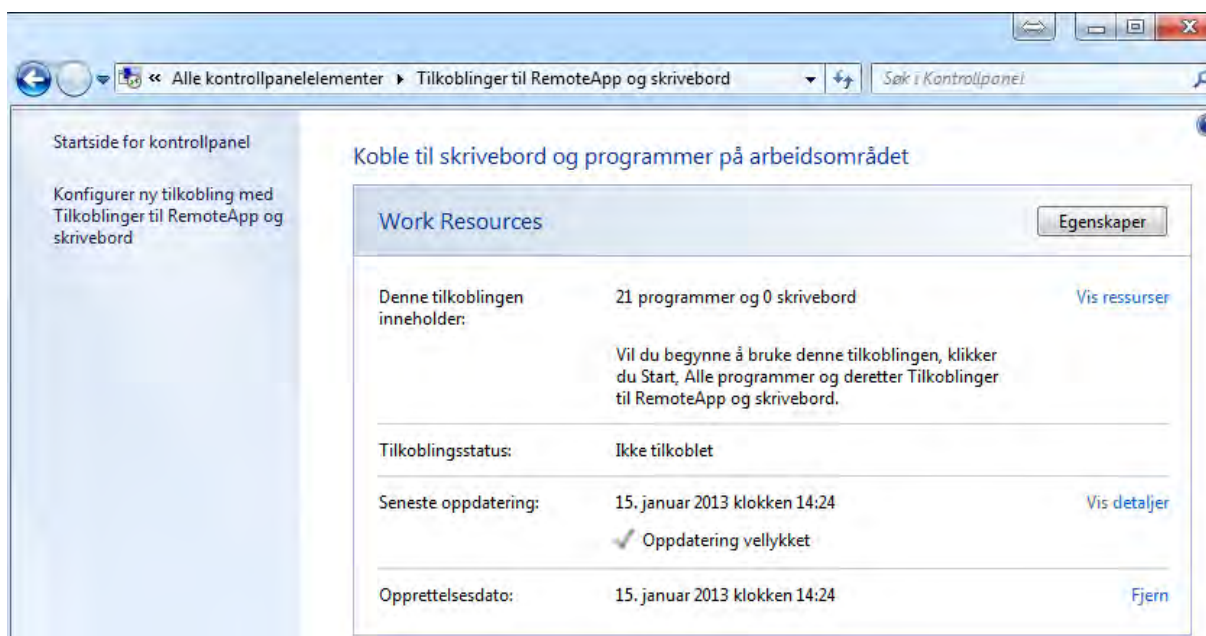 « Alle kontrollpanelelementer ▸ Tilkoblinger til RemoteApp og skrivebord
Søk i Kontrollpanel
Startside for kontrollpanel
Konfigurer ny tilkobling med
Tilkoblinger til RemoteApp og
skrivebord
Koble til skrivebord og programmer på arbeidsområdet
Work Resources
Egenskaper
Denne tilkoblingen
inneholder:
21 programmer og 0 skrivebord
Vis ressurser
Vil du begynne å bruke denne tilkoblingen, klikker
du Start, Alle programmer og deretter Tilkoblinger
til RemoteApp og skrivebord.
Tilkoblingsstatus:
Ikke tilkoblet
Seneste oppdatering:
15. januar 2013 klokken 14:24
Vis detaljer
Oppdatering vellykket
Opprettelsesdato:
15. januar 2013 klokken 14:24
Fjern